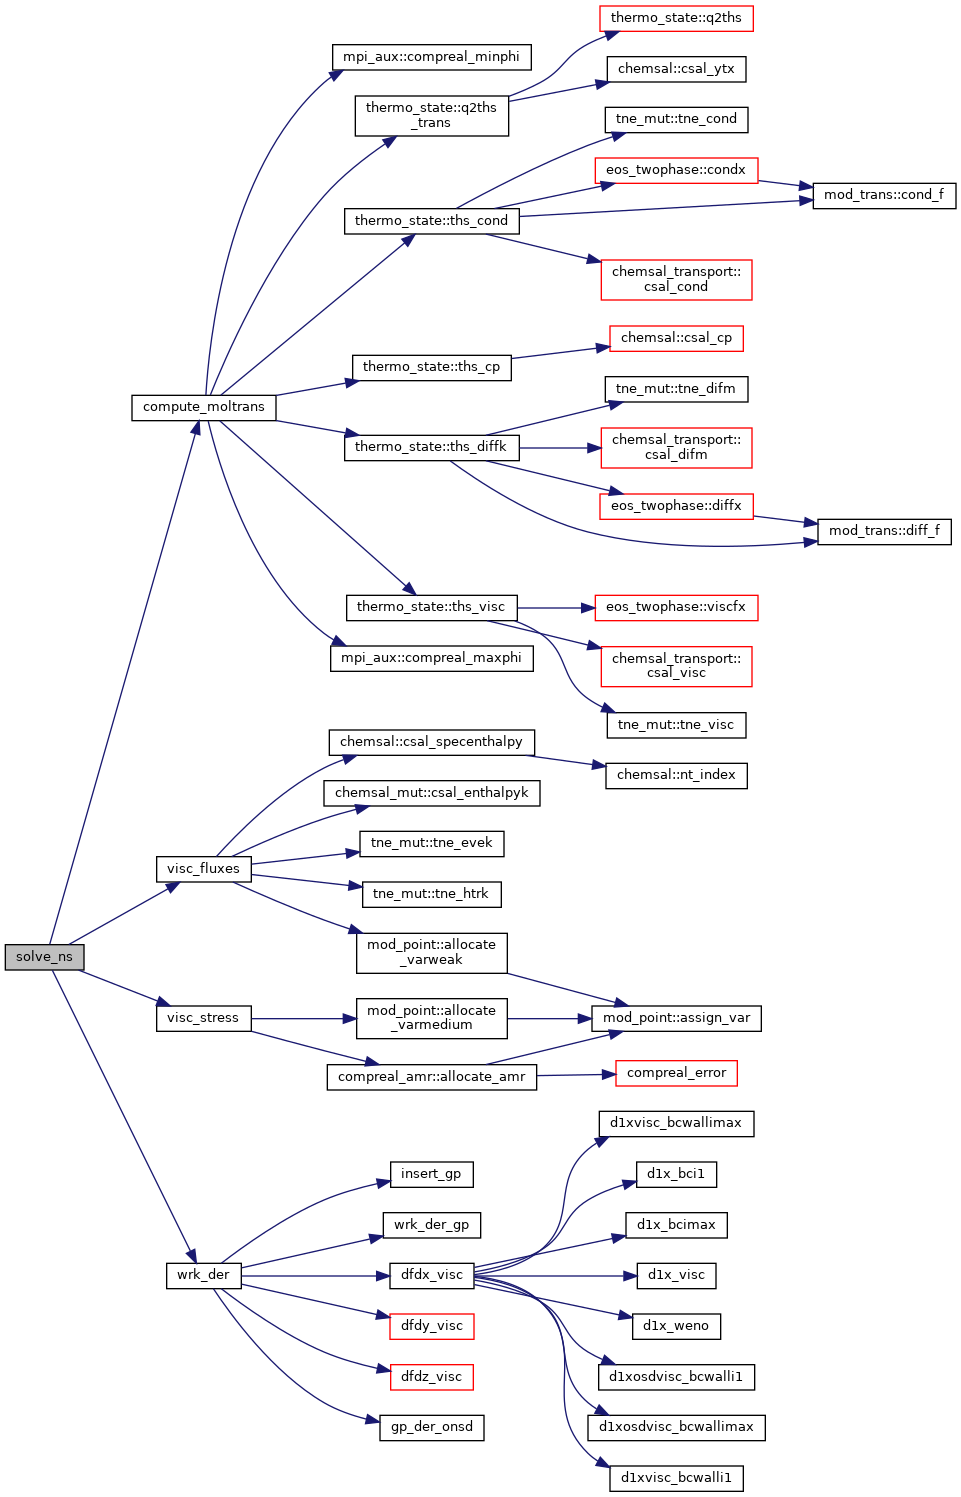 thermo_state::q2ths
mpi_aux::compreal_minphi
chemsal::csal_ytx
thermo_state::q2ths
_trans
tne_mut::tne_cond
eos_twophase::condx
mod_trans::cond_f
thermo_state::ths_cond
chemsal_transport::
csal_cond
chemsal::csal_cp
thermo_state::ths_cp
tne_mut::tne_difm
compute_moltrans
thermo_state::ths_diffk
chemsal_transport::
csal_difm
eos_twophase::diffx
mod_trans::diff_f
thermo_state::ths_visc
eos_twophase::viscfx
mpi_aux::compreal_maxphi
chemsal_transport::
csal_visc
tne_mut::tne_visc
chemsal::csal_specenthalpy
chemsal::nt_index
chemsal_mut::csal_enthalpyk
tne_mut::tne_evek
visc_fluxes
tne_mut::tne_htrk
mod_point::allocate
_varweak
solve_ns
visc_stress
mod_point::allocate
_varmedium
mod_point::assign_var
compreal_amr::allocate_amr
compreal_error
d1xvisc_bcwallimax
insert_gp
d1x_bci1
wrk_der_gp
d1x_bcimax
wrk_der
dfdx_visc
d1x_visc
dfdy_visc
d1x_weno
dfdz_visc
d1xosdvisc_bcwalli1
gp_der_onsd
d1xosdvisc_bcwallimax
d1xvisc_bcwalli1